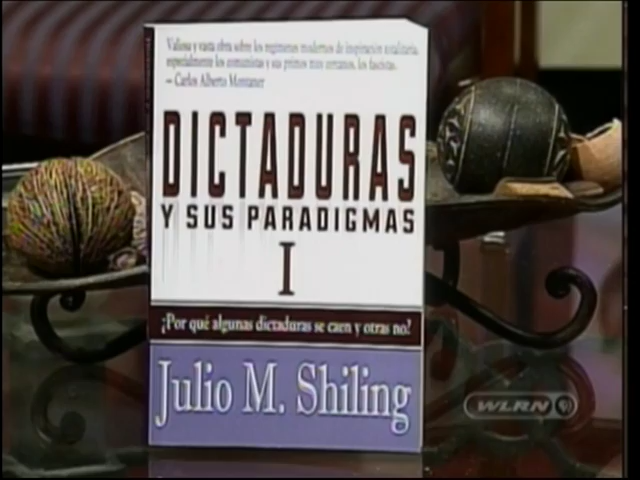 Valiosa y vasta obra sobre los regímenes modernos de inspiración totalitaria,
especialmente los comunistas y sus primos muy cercanos, los fascistas.
— Carlos Alberto Montaner
DICTADURAS
Y SUS PARADIGMAS
I
¿Por qué algunas dictaduras se caen y otras no?
Julio M. Shiling
WLRN